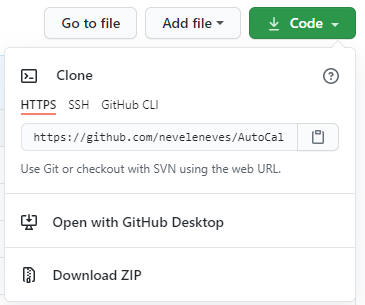 Go to file Add file Code
Clone
HTTPS SSH GitHub CLI
https://github.com/neveleneves/AutoCal
Use Git or checkout with SVN using the web URL.
Open with GitHub Desktop
Download ZIP